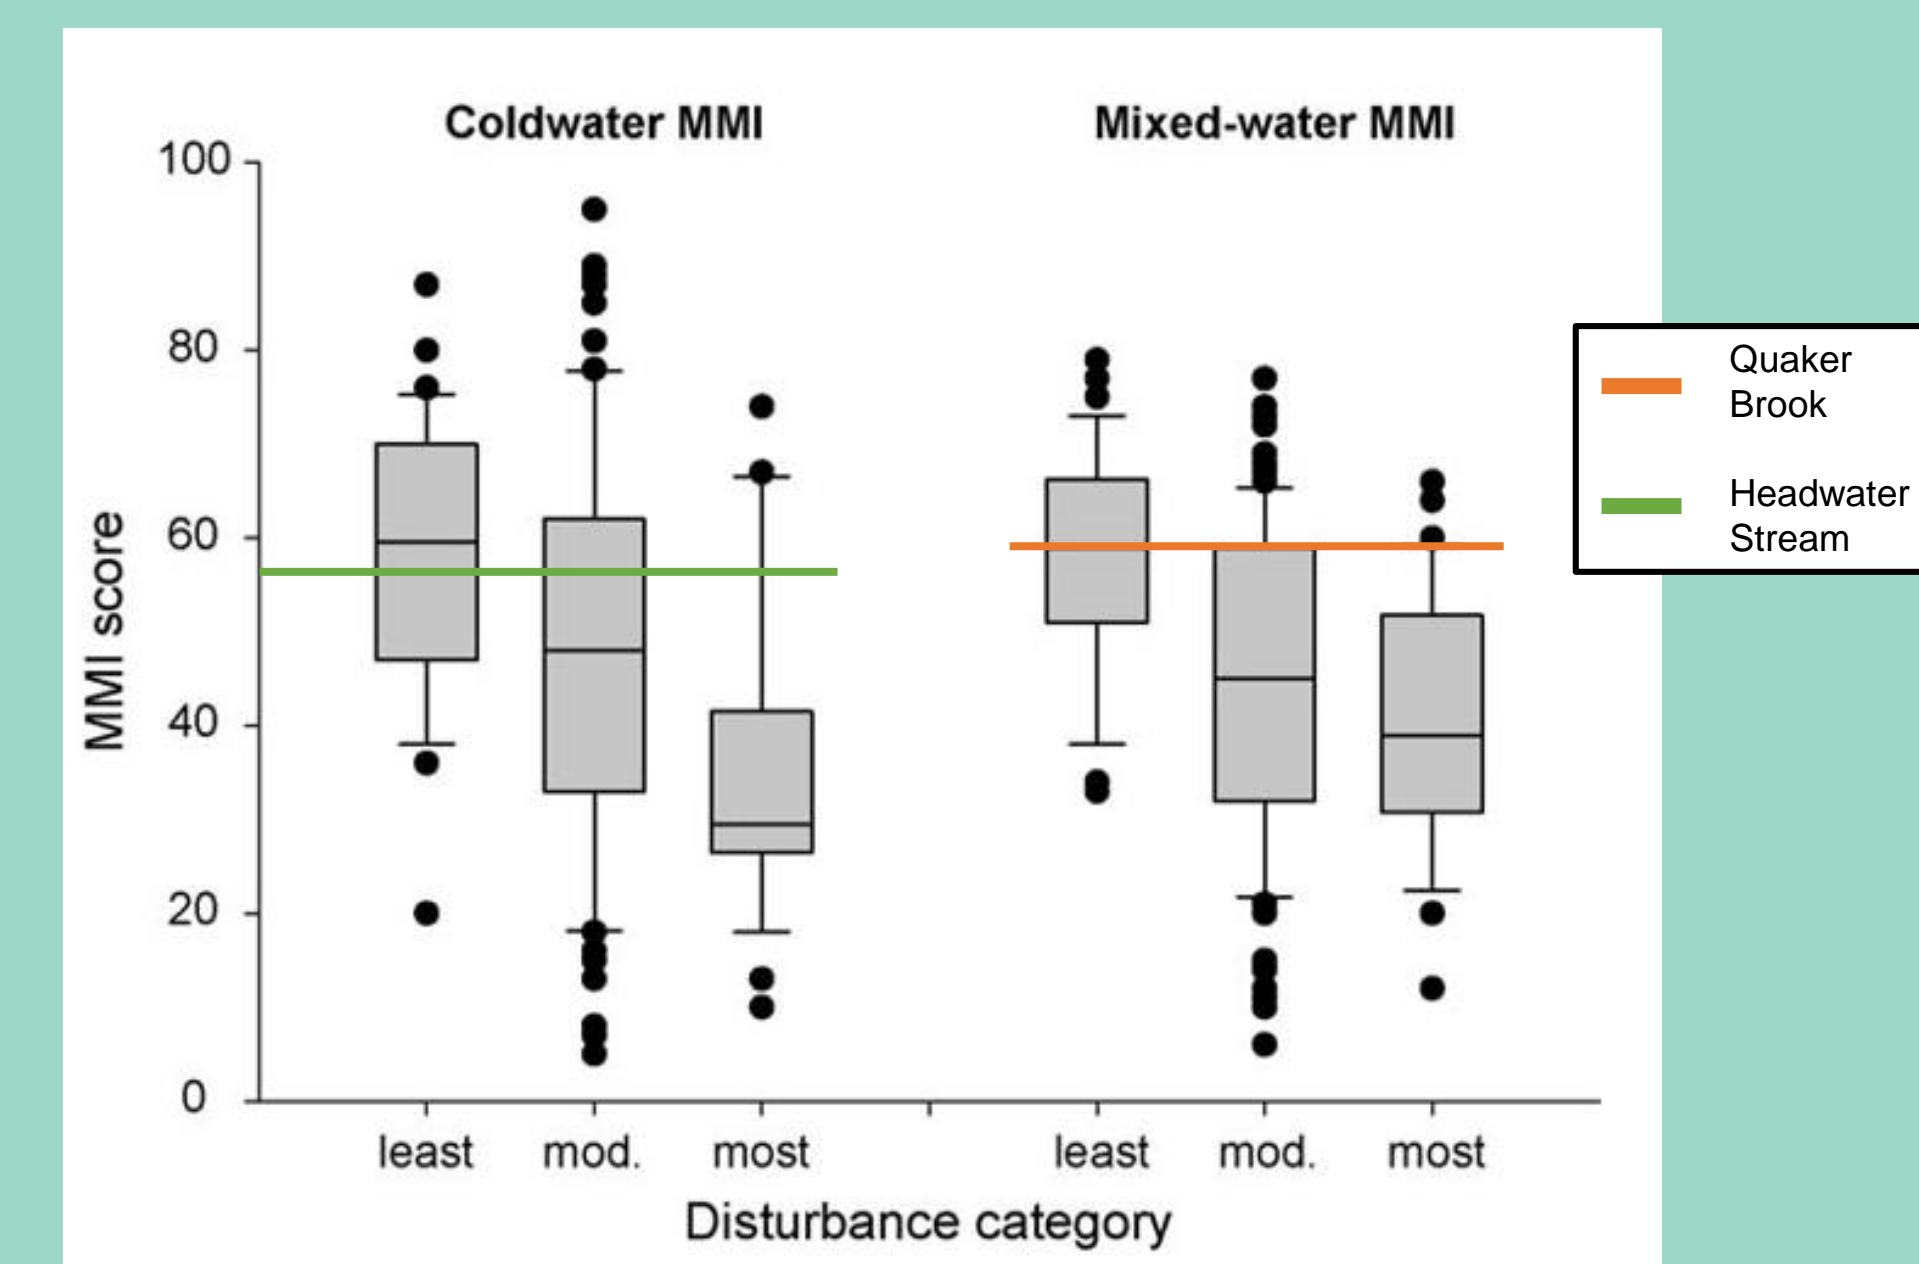 Coldwater MMI
Mixed-water MMI
100
80
60
40
20
0
MMI score
least
mod.
most
least
mod.
most
Disturbance category
Quaker
Brook
Headwater
Stream